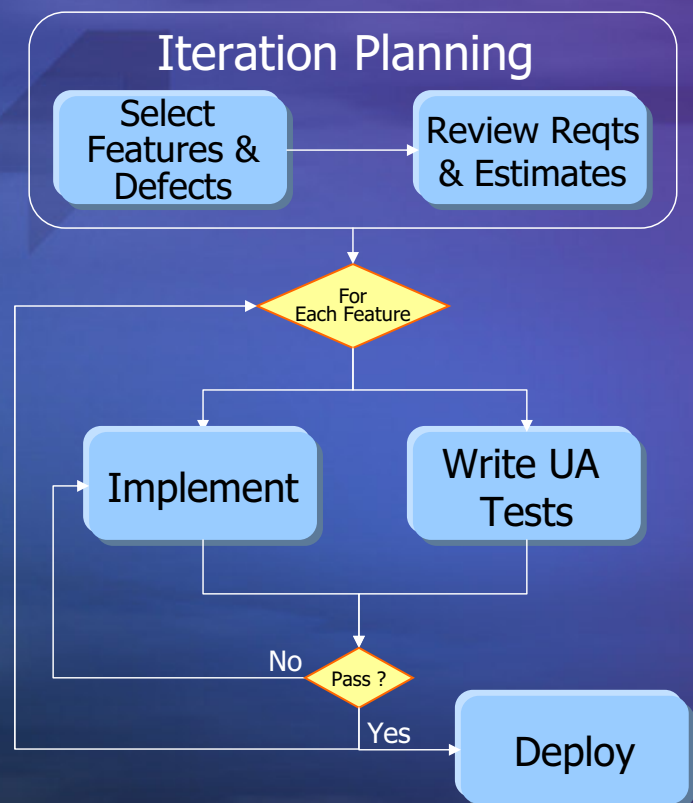 Iteration Planning
Select
Features &
Defects
Review Reqts
& Estimates
For
Each Feature
Implement
Write UA
Tests
No
Pass ?
Yes
Deploy